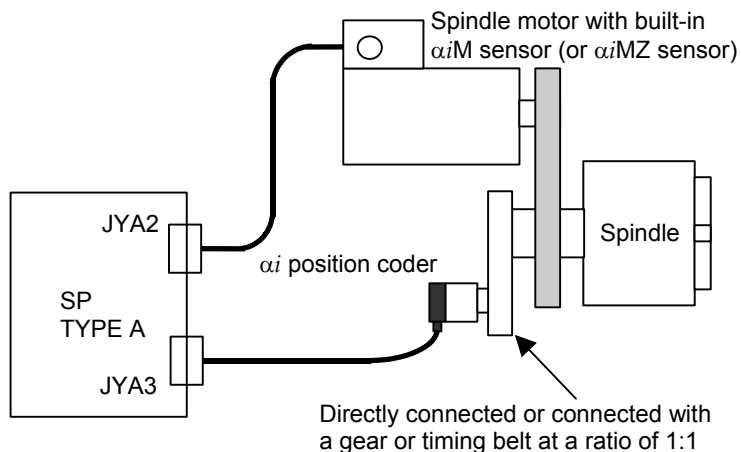 Spindle motor with built-in
αiM sensor (or αiMZ sensor)
JYA2
αi position coder
Spindle
SP
TYPE A
JYA3
Directly connected or connected with
a gear or timing belt at a ratio of 1:1